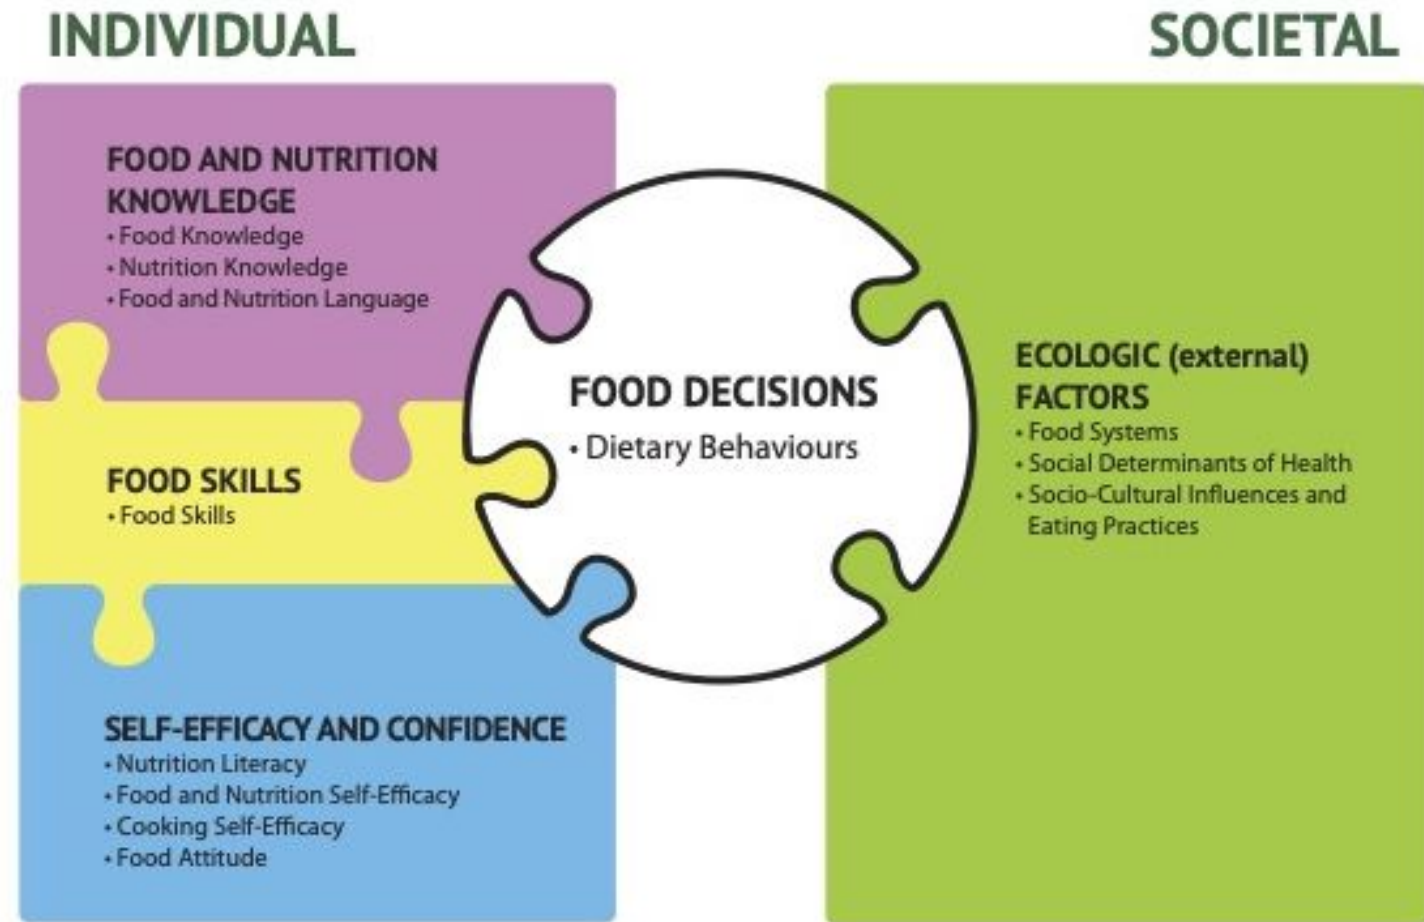 INDIVIDUAL
SOCIETAL
FOOD AND NUTRITION
KNOWLEDGE
• Food Knowledge
• Nutrition Knowledge
• Food and Nutrition Language
FOOD SKILLS
• Food Skills
SELF-EFFICACY AND CONFIDENCE
• Nutrition Literacy
• Food and Nutrition Self-Efficacy
• Cooking Self-Efficacy
• Food Attitude
FOOD DECISIONS
• Dietary Behaviours
ECOLOGIC (external)
FACTORS
• Food Systems
• Social Determinants of Health
• Socio-Cultural Influences and
Eating Practices